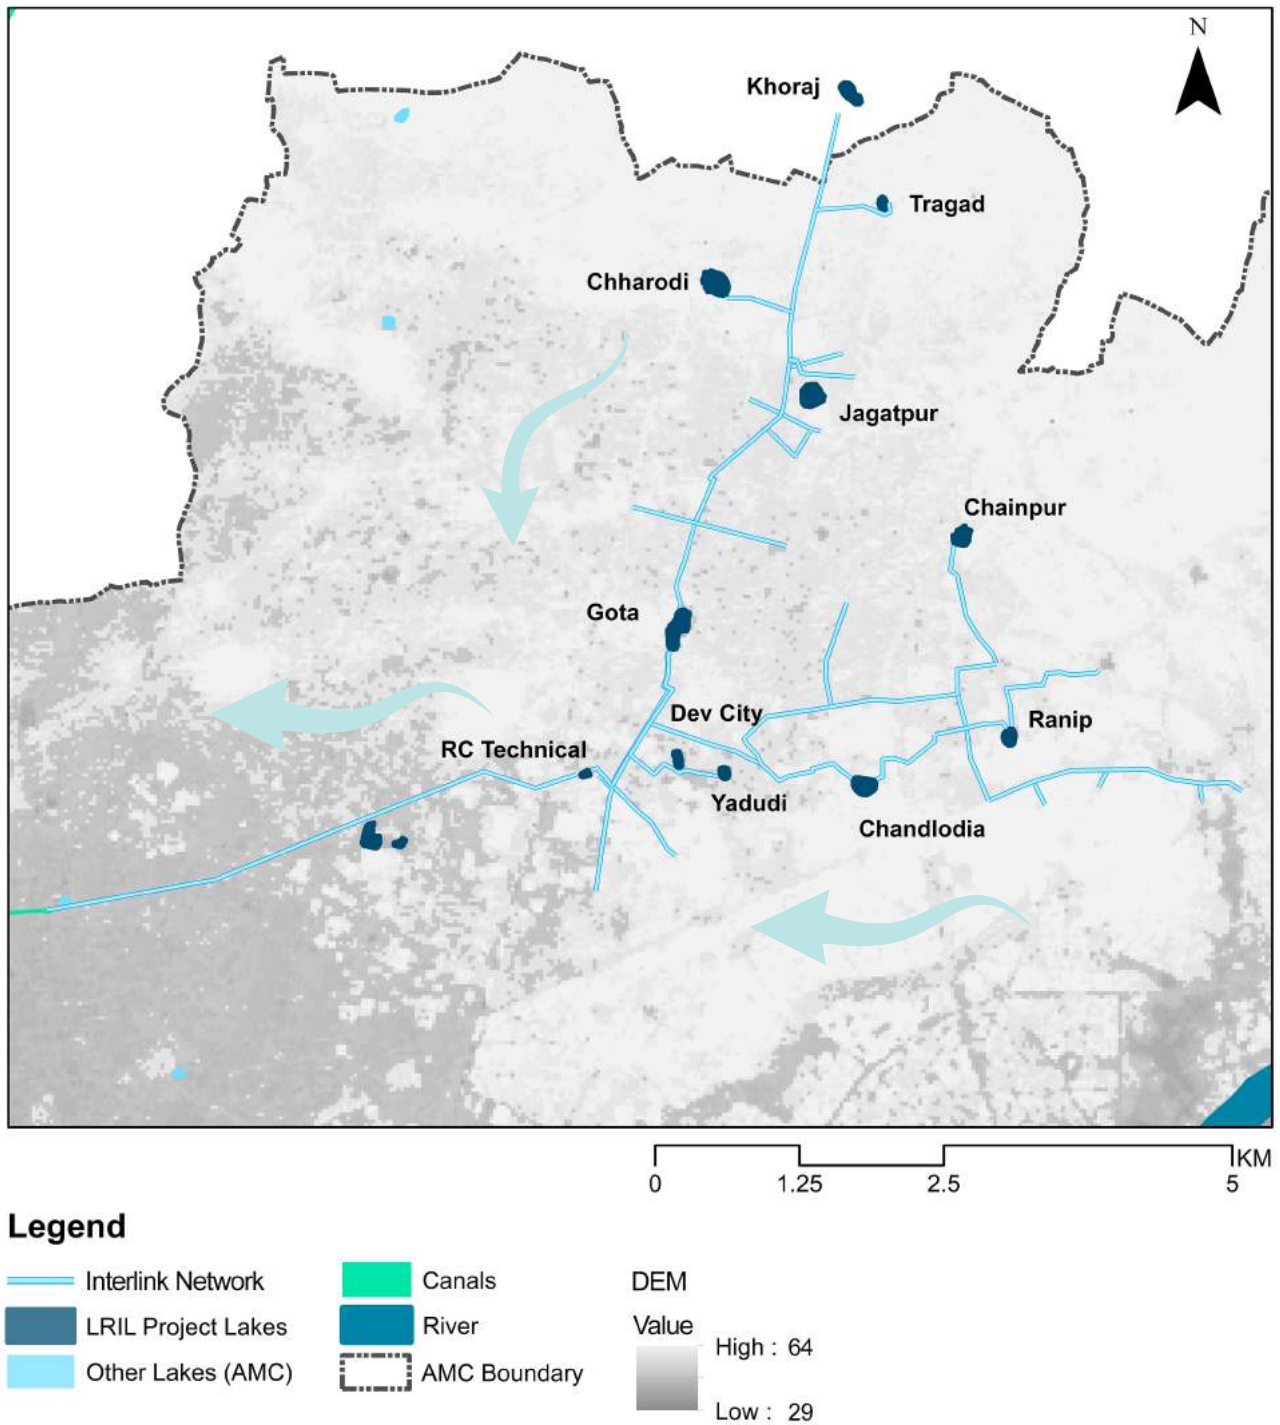 N
Khoraj
Tragad
Chharodi
Jagatpur
Chainpur
Gota
Dev City
Ranip
RC Technical
Yadudi
Chandlodia
KM
0 1.25 2.5 5
Legend
Interlink Network
LRIL Project Lakes
Other Lakes (AMC)
Canals
River
AMC Boundary
DEM
Value
High : 64
Low : 29